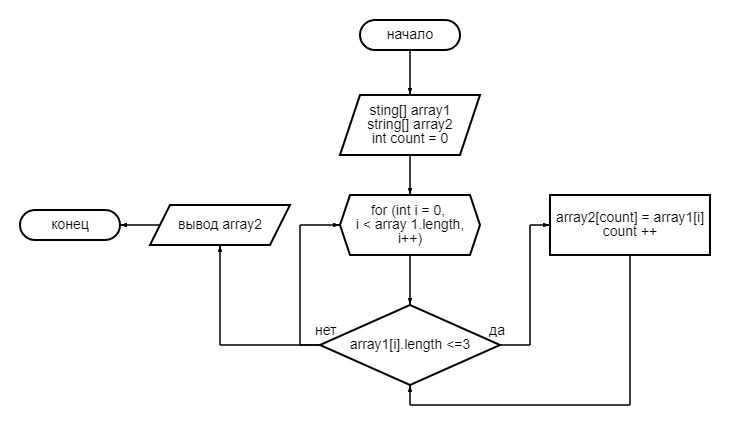 начало
sting[] array1
string[] array2
int count = 0
for (int i = 0,
i < array 1.length,
i++)
array2[count] = array1[i]
count ++
конец
вывод array2
нет
да
array1[i].length <=3